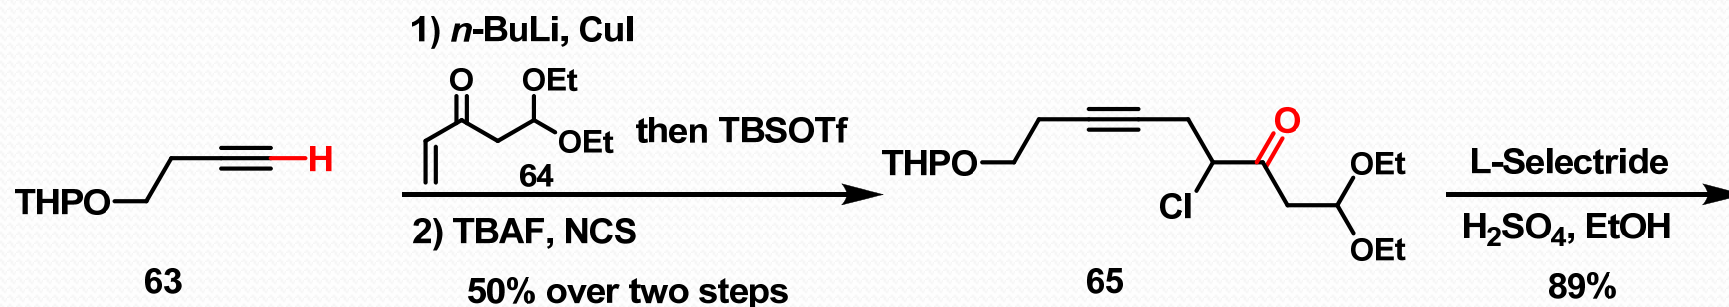 1) n-BuLi, CuI
O OEt
OEt
64
then TBSOTf
2) TBAF, NCS
50% over two steps
H
THPO
63
O
THPO
Cl
OEt
OEt
65
L-Selectride
H₂SO₄, EtOH
89%